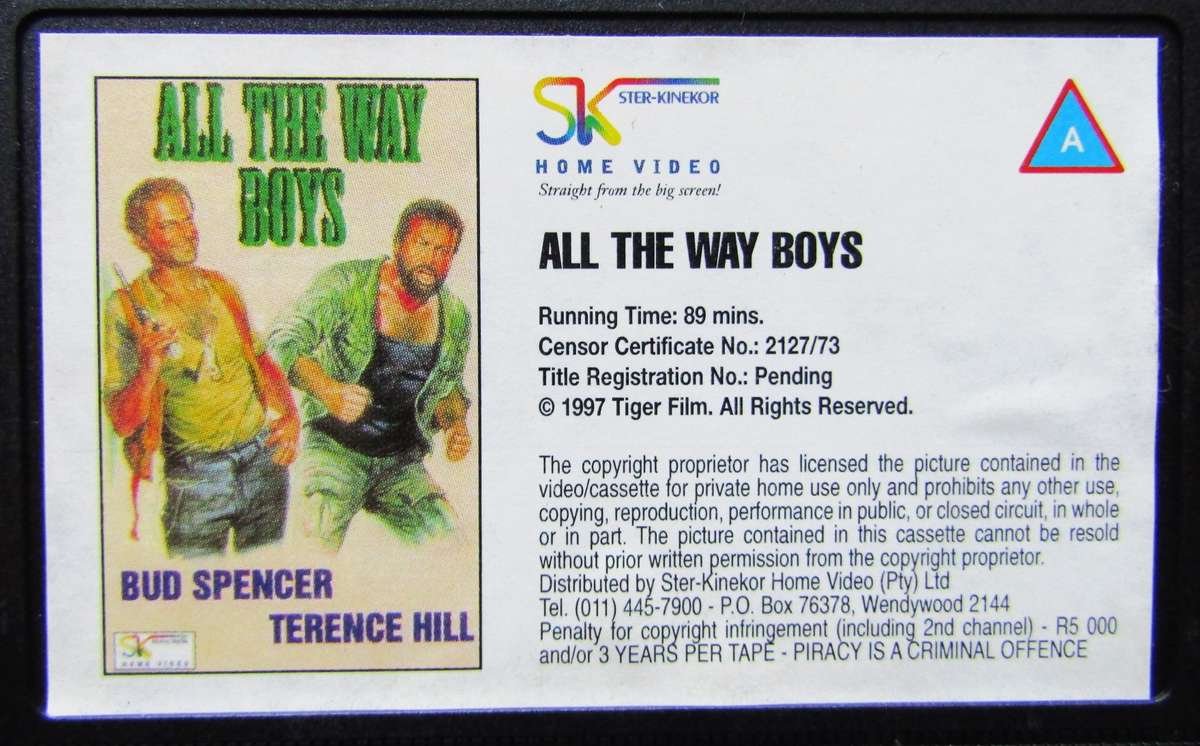 ALL THE WAY
BOYS
BUD SPENCER
TERENCE HILL
SK
HOME VIDEO
SK STER-KINEKOR
HOME VIDEO
Straight from the big screen!
A
ALL THE WAY BOYS
Running Time: 89 mins.
Censor Certificate No.: 2127/73
Title Registration No.: Pending
© 1997 Tiger Film. All Rights Reserved.
The copyright proprietor has licensed the picture contained in the
video/cassette for private home use only and prohibits any other use,
copying, reproduction, performance in public, or closed circuit, in whole
or in part. The picture contained in this cassette cannot be resold
without prior written permission from the copyright proprietor.
Distributed by Ster-Kinekor Home Video (Pty) Ltd
Tel. (011) 445-7900 - P.O. Box 76378, Wendywood 2144
Penalty for copyright infringement (including 2nd channel) - R5 000
and/or 3 YEARS PER TAPE - PIRACY IS A CRIMINAL OFFENCE